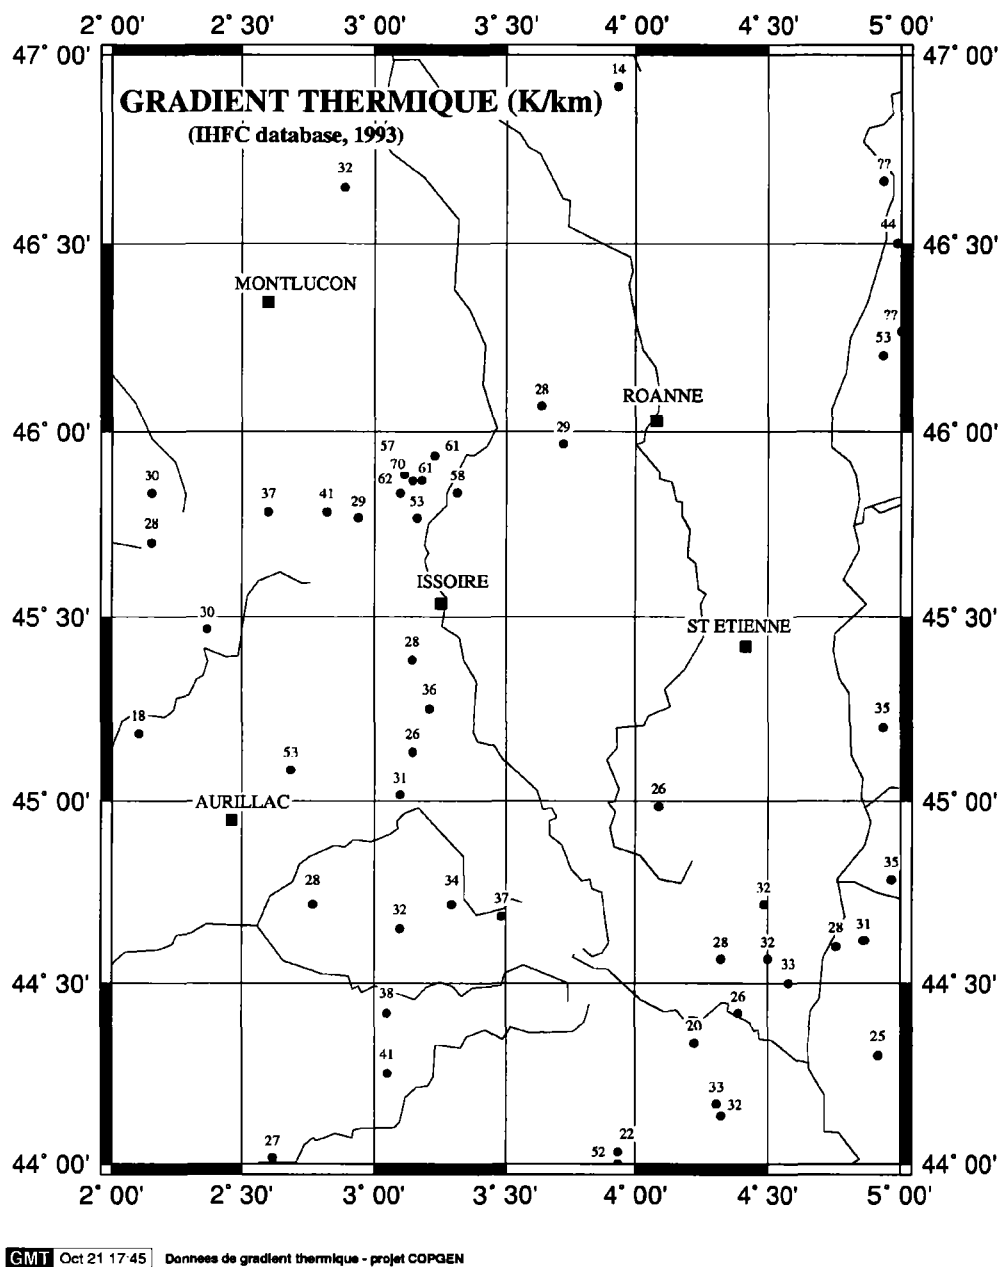 2° 00' 2° 30' 3° 00' 3° 30' 4° 00' 4° 30' 5° 00'
47° 00' 47° 00'
14
GRADIENT THERMIQUE (K/km)
(IHFC database, 1993)
32 ??
44
46° 30' 46° 30'
MONTLUCON
??
53
28 ROANNE
46° 00' 29 46° 00'
57 61
70 61
30 62 58
37 41 29 53
28
ISSOIRE
45° 30' 30 45° 30'
ST ETIENNE
28
36
18 35
26
53
31
45° 00' AURILLAC 26 45° 00'
35
28 34 32
32 37
28 32 28 31
33
44° 30' 44° 30'
38 26
20
25
41
33
32
27 22
52
44° 00' 44° 00'
2° 00' 2° 30' 3° 00' 3° 30' 4° 00' 4° 30' 5° 00'
GMT Oct 21 17:45 Donnees de gradient thermique - projet COPGEN